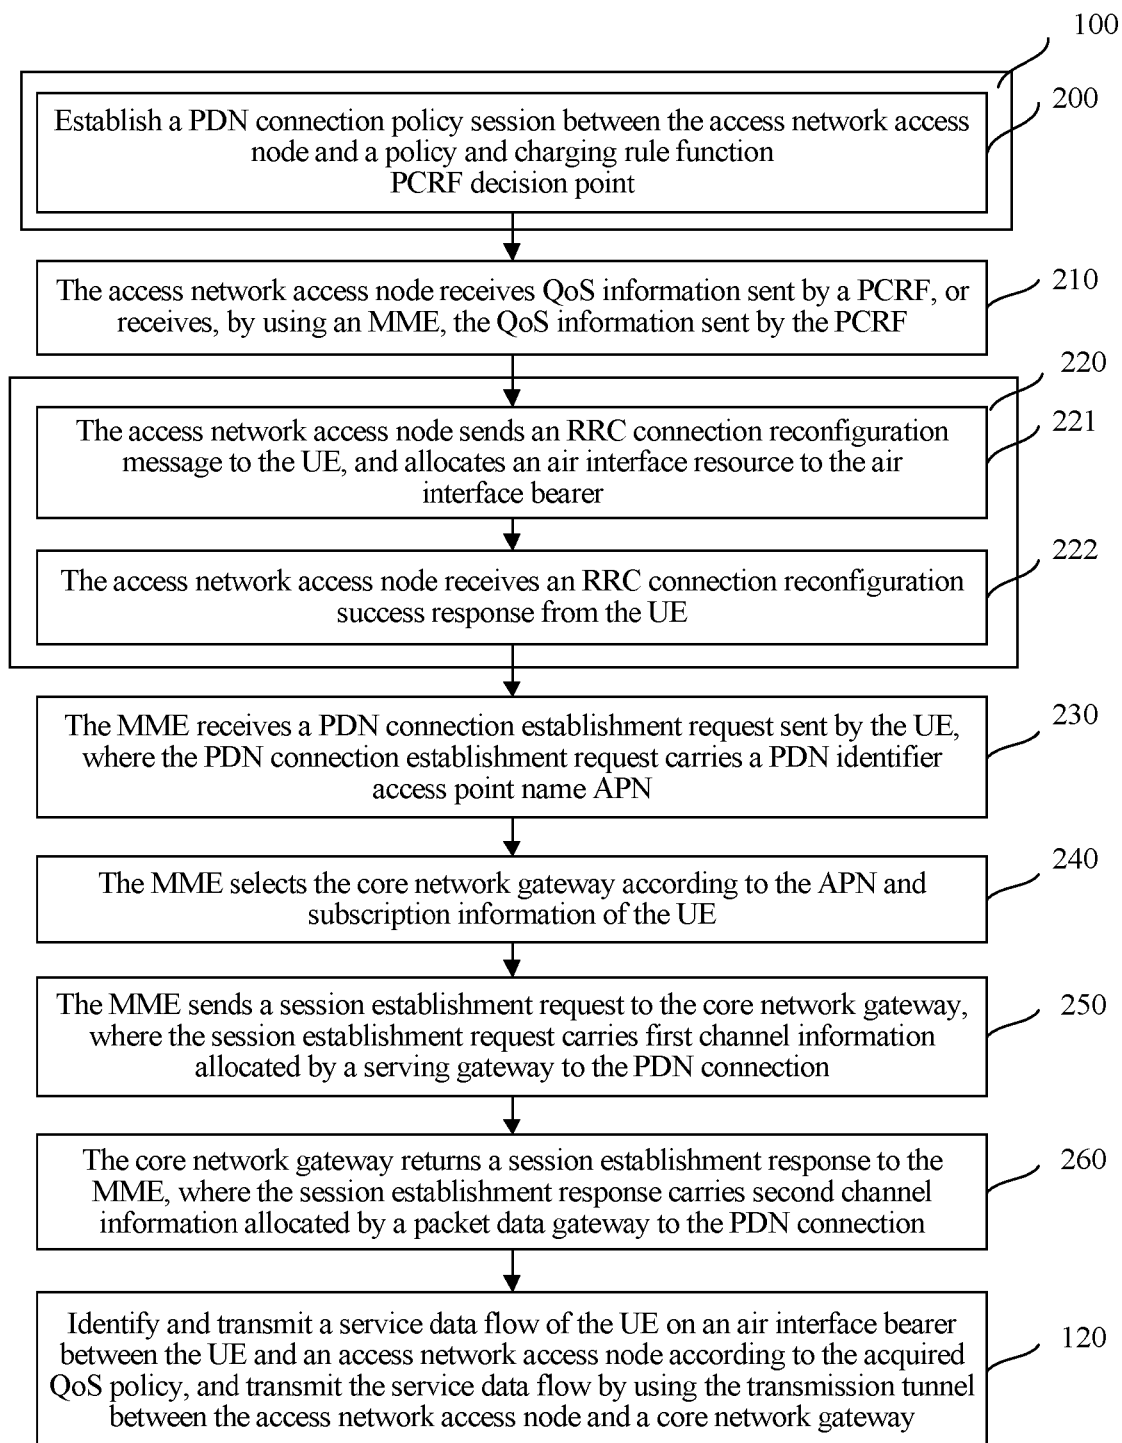 100
200
Establish a PDN connection policy session between the access network access
node and a policy and charging rule function
PCRF decision point
210
The access network access node receives QoS information sent by a PCRF, or
receives, by using an MME, the QoS information sent by the PCRF
220
221
The access network access node sends an RRC connection reconfiguration
message to the UE, and allocates an air interface resource to the air
interface bearer
222
The access network access node receives an RRC connection reconfiguration
success response from the UE
230
The MME receives a PDN connection establishment request sent by the UE,
where the PDN connection establishment request carries a PDN identifier
access point name APN
240
The MME selects the core network gateway according to the APN and
subscription information of the UE
250
The MME sends a session establishment request to the core network gateway,
where the session establishment request carries first channel information
allocated by a serving gateway to the PDN connection
260
The core network gateway returns a session establishment response to the
MME, where the session establishment response carries second channel
information allocated by a packet data gateway to the PDN connection
120
Identify and transmit a service data flow of the UE on an air interface bearer
between the UE and an access network access node according to the acquired
QoS policy, and transmit the service data flow by using the transmission tunnel
between the access network access node and a core network gateway